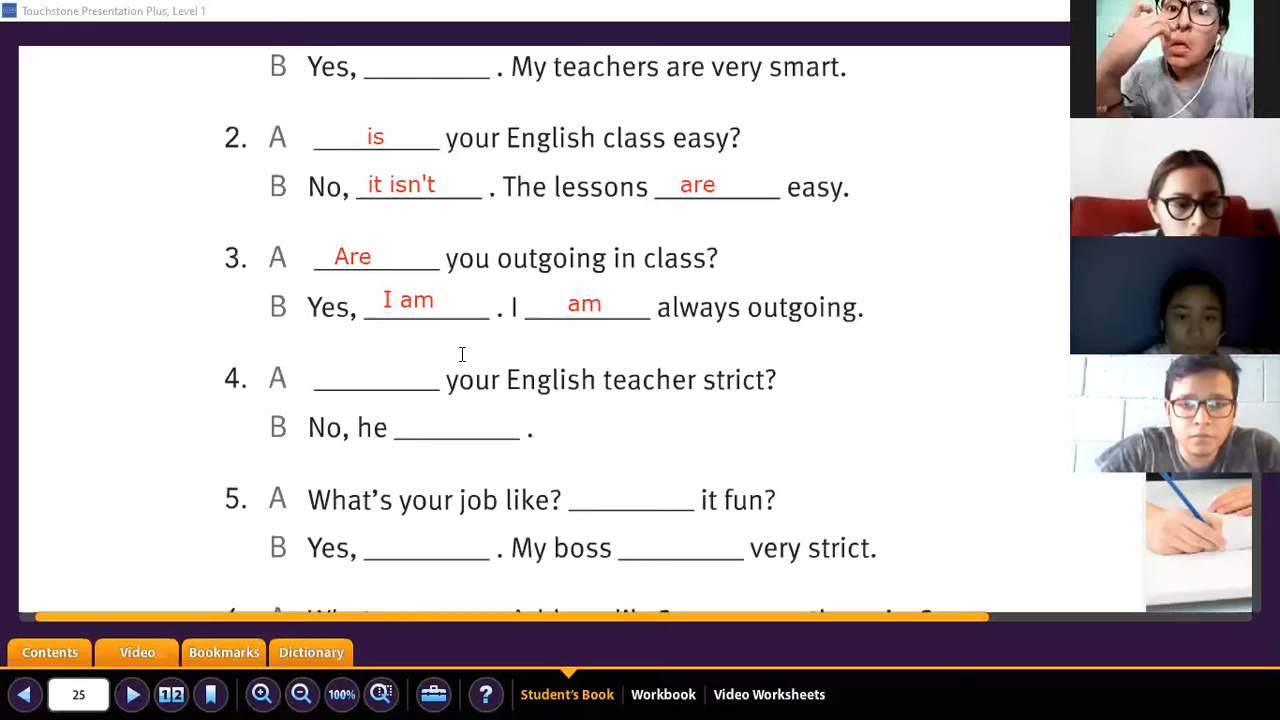 Touchstone Presentation Plus, Level 1
B Yes, ________ . My teachers are very smart.
2. A is your English class easy?
B No, it isn't . The lessons are easy.
3. A Are you outgoing in class?
B Yes, I am . I am always outgoing.
4. A ________ your English teacher strict?
B No, he ________ .
5. A What's your job like? ________ it fun?
B Yes, ________ . My boss ________ very strict.
Contents Video Bookmarks Dictionary
25 1 2 100% Student's Book Workbook Video Worksheets